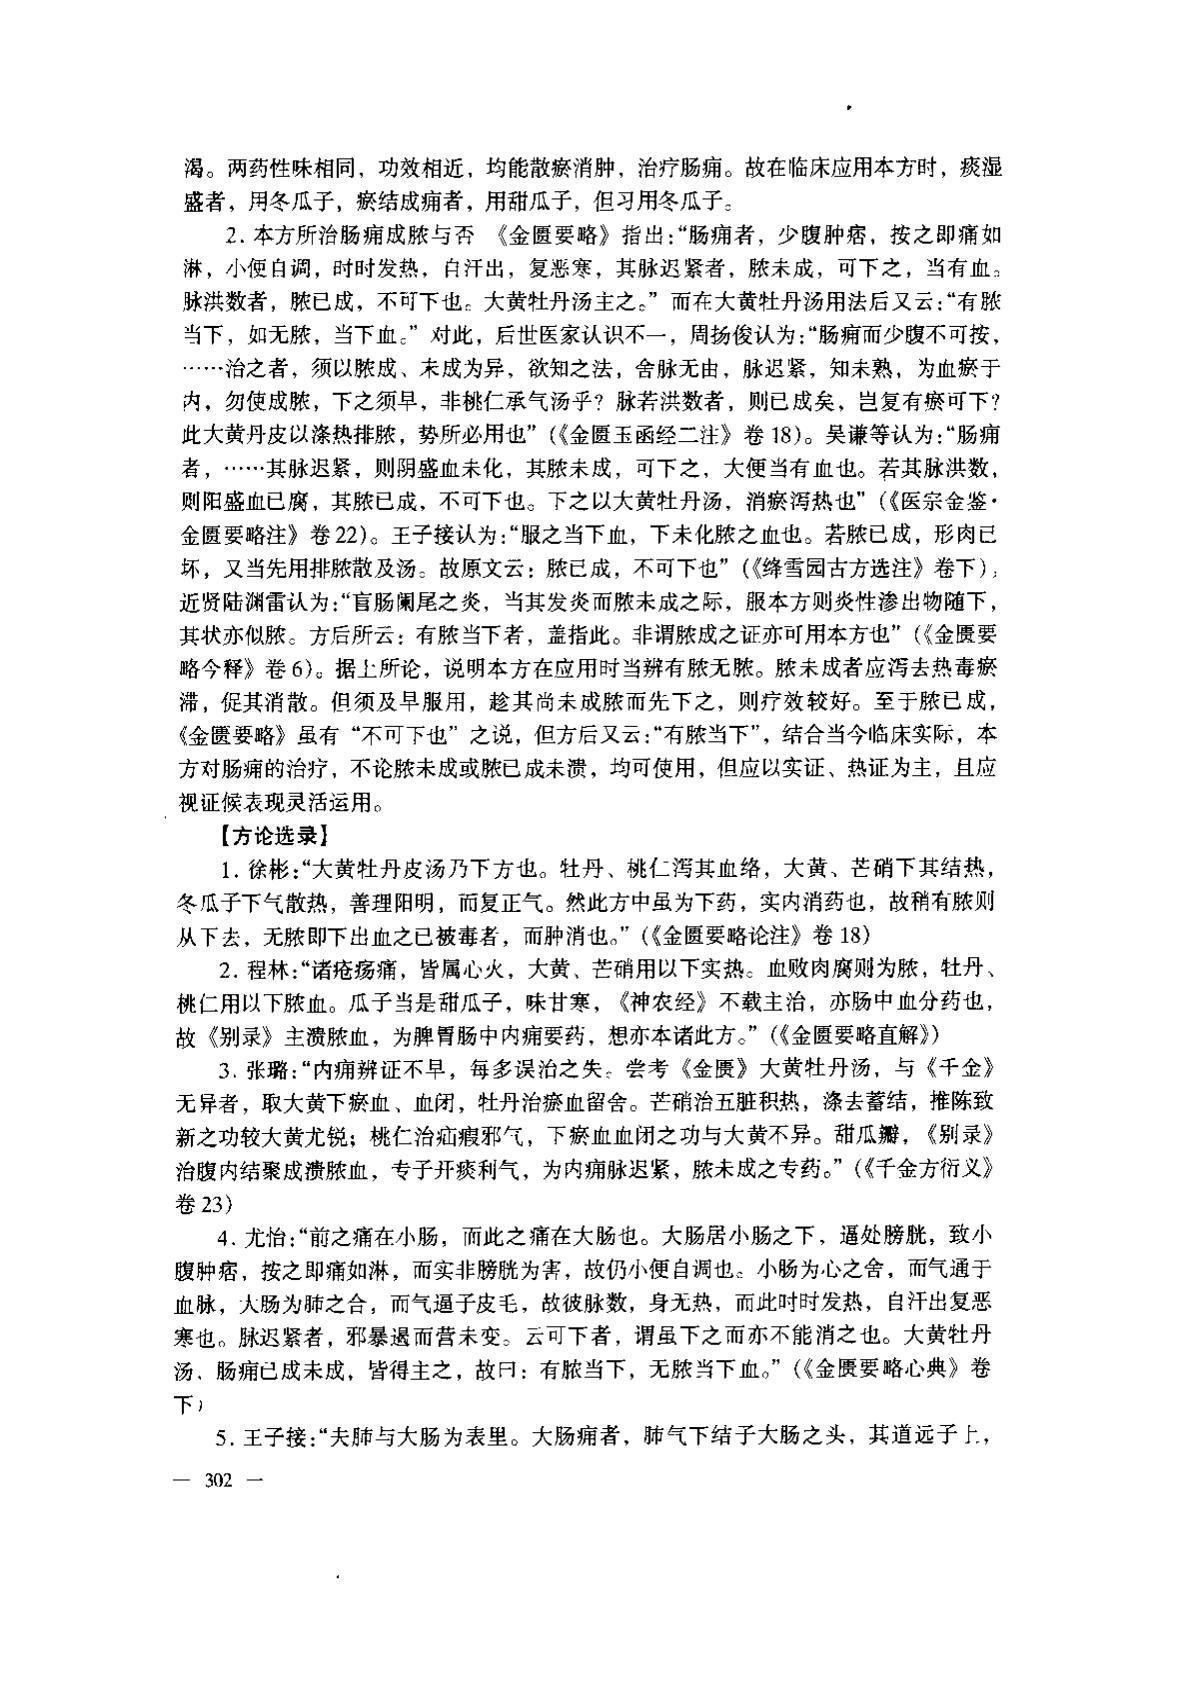 渴。两药性味相同，功效相近，均能散瘀消肿，治疗肠痈。故在临床应用本方时，痰湿
盛者，用冬瓜子，瘀结成痈者，用甜瓜子，但习用冬瓜子。
2. 本方所治肠痈成脓与否 《金匮要略》指出：“肠痈者，少腹肿痞，按之即痛如
淋，小便自调，时时发热，自汗出，复恶寒，其脉迟紧者，脓未成，可下之，当有血。
脉洪数者，脓已成，不可下也。大黄牡丹汤主之。”而在大黄牡丹汤用法后又云：“有脓
当下，如无脓，当下血。”对此，后世医家认识不一，周扬俊认为：“肠痈而少腹不可按，
……治之者，须以脓成、未成为异，欲知之法，舍脉无由，脉迟紧，知未熟，为血瘀于
内，勿使成脓，下之须早，非桃仁承气汤乎？脉若洪数者，则已成矣，岂复有瘀可下？
此大黄丹皮以涤热排脓，势所必用也”（《金匮玉函经二注》卷 18）。吴谦等认为：“肠痈
者，……其脉迟紧，则阴盛血未化，其脓未成，可下之，大便当有血也。若其脉洪数，
则阳盛血已腐，其脓已成，不可下也。下之以大黄牡丹汤，消瘀泻热也”（《医宗金鉴·
金匮要略注》卷 22）。王子接认为：“服之当下血，下未化脓之血也。若脓已成，形肉已
坏，又当先用排脓散及汤。故原文云：脓已成，不可下也”（《绛雪园古方选注》卷下）。
近贤陆渊雷认为：“盲肠阑尾之炎，当其发炎而脓未成之际，服本方则炎性渗出物随下，
其状亦似脓。方后所云：有脓当下者，盖指此。非谓脓成之证亦可用本方也”（《金匮要
略今释》卷 6）。据上所论，说明本方在应用时当辨有脓无脓。脓未成者应泻去热毒瘀
滞，促其消散。但须及早服用，趁其尚未成脓而先下之，则疗效较好。至于脓已成，
《金匮要略》虽有“不可下也”之说，但方后又云：“有脓当下”，结合当今临床实际，本
方对肠痈的治疗，不论脓未成或脓已成未溃，均可使用，但应以实证、热证为主，且应
视证候表现灵活运用。
【方论选录】
1. 徐彬：“大黄牡丹皮汤乃下方也。牡丹、桃仁泻其血络，大黄、芒硝下其结热，
冬瓜子下气散热，善理阳明，而复正气。然此方中虽为下药，实内消药也，故稍有脓则
从下去，无脓即下出血之已被毒者，而肿消也。”（《金匮要略论注》卷 18）
2. 程林：“诸疮疡痛，皆属心火，大黄、芒硝用以下实热。血败肉腐则为脓，牡丹、
桃仁用以下脓血。瓜子当是甜瓜子，味甘寒，《神农经》不载主治，亦肠中血分药也，
故《别录》主溃脓血，为脾胃肠中内痈要药，想亦本诸此方。”（《金匮要略直解》）
3. 张璐：“内痈辨证不早，每多误治之失。尝考《金匮》大黄牡丹汤，与《千金》
无异者，取大黄下瘀血、血闭，牡丹治瘀血留舍。芒硝治五脏积热，涤去蓄结，推陈致
新之功较大黄尤锐；桃仁治疝瘕邪气，下瘀血血闭之功与大黄不异。甜瓜瓣，《别录》
治腹内结聚成溃脓血，专于开痰利气，为内痈脉迟紧，脓未成之专药。”（《千金方衍义》
卷 23）
4. 尤怡：“前之痛在小肠，而此之痛在大肠也。大肠居小肠之下，逼处膀胱，致小
腹肿痞，按之即痛如淋，而实非膀胱为害，故仍小便自调也。小肠为心之舍，而气通于
血脉，大肠为肺之合，而气逼子皮毛，故彼脉数，身无热，而此时时发热，自汗出复恶
寒也。脉迟紧者，邪暴遏而营未变。云可下者，谓虽下之而亦不能消之也。大黄牡丹
汤，肠痈已成未成，皆得主之，故曰：有脓当下，无脓当下血。”（《金匮要略心典》卷
下）
5. 王子接：“夫肺与大肠为表里。大肠痛者，肺气下结子大肠之头，其道远子上，
— 302 —